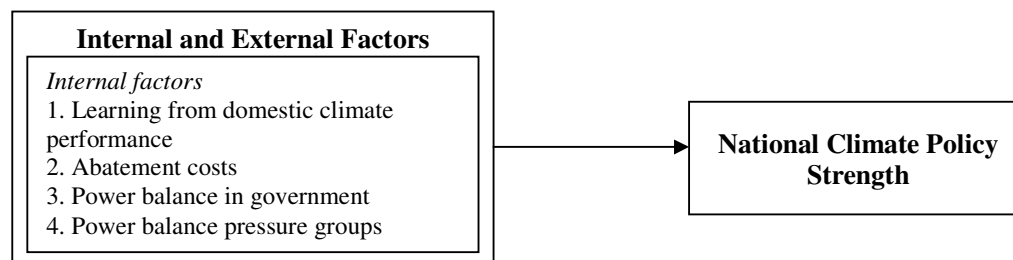 Internal and External Factors
Internal factors
1. Learning from domestic climate
performance
2. Abatement costs
3. Power balance in government
4. Power balance pressure groups
National Climate Policy
Strength